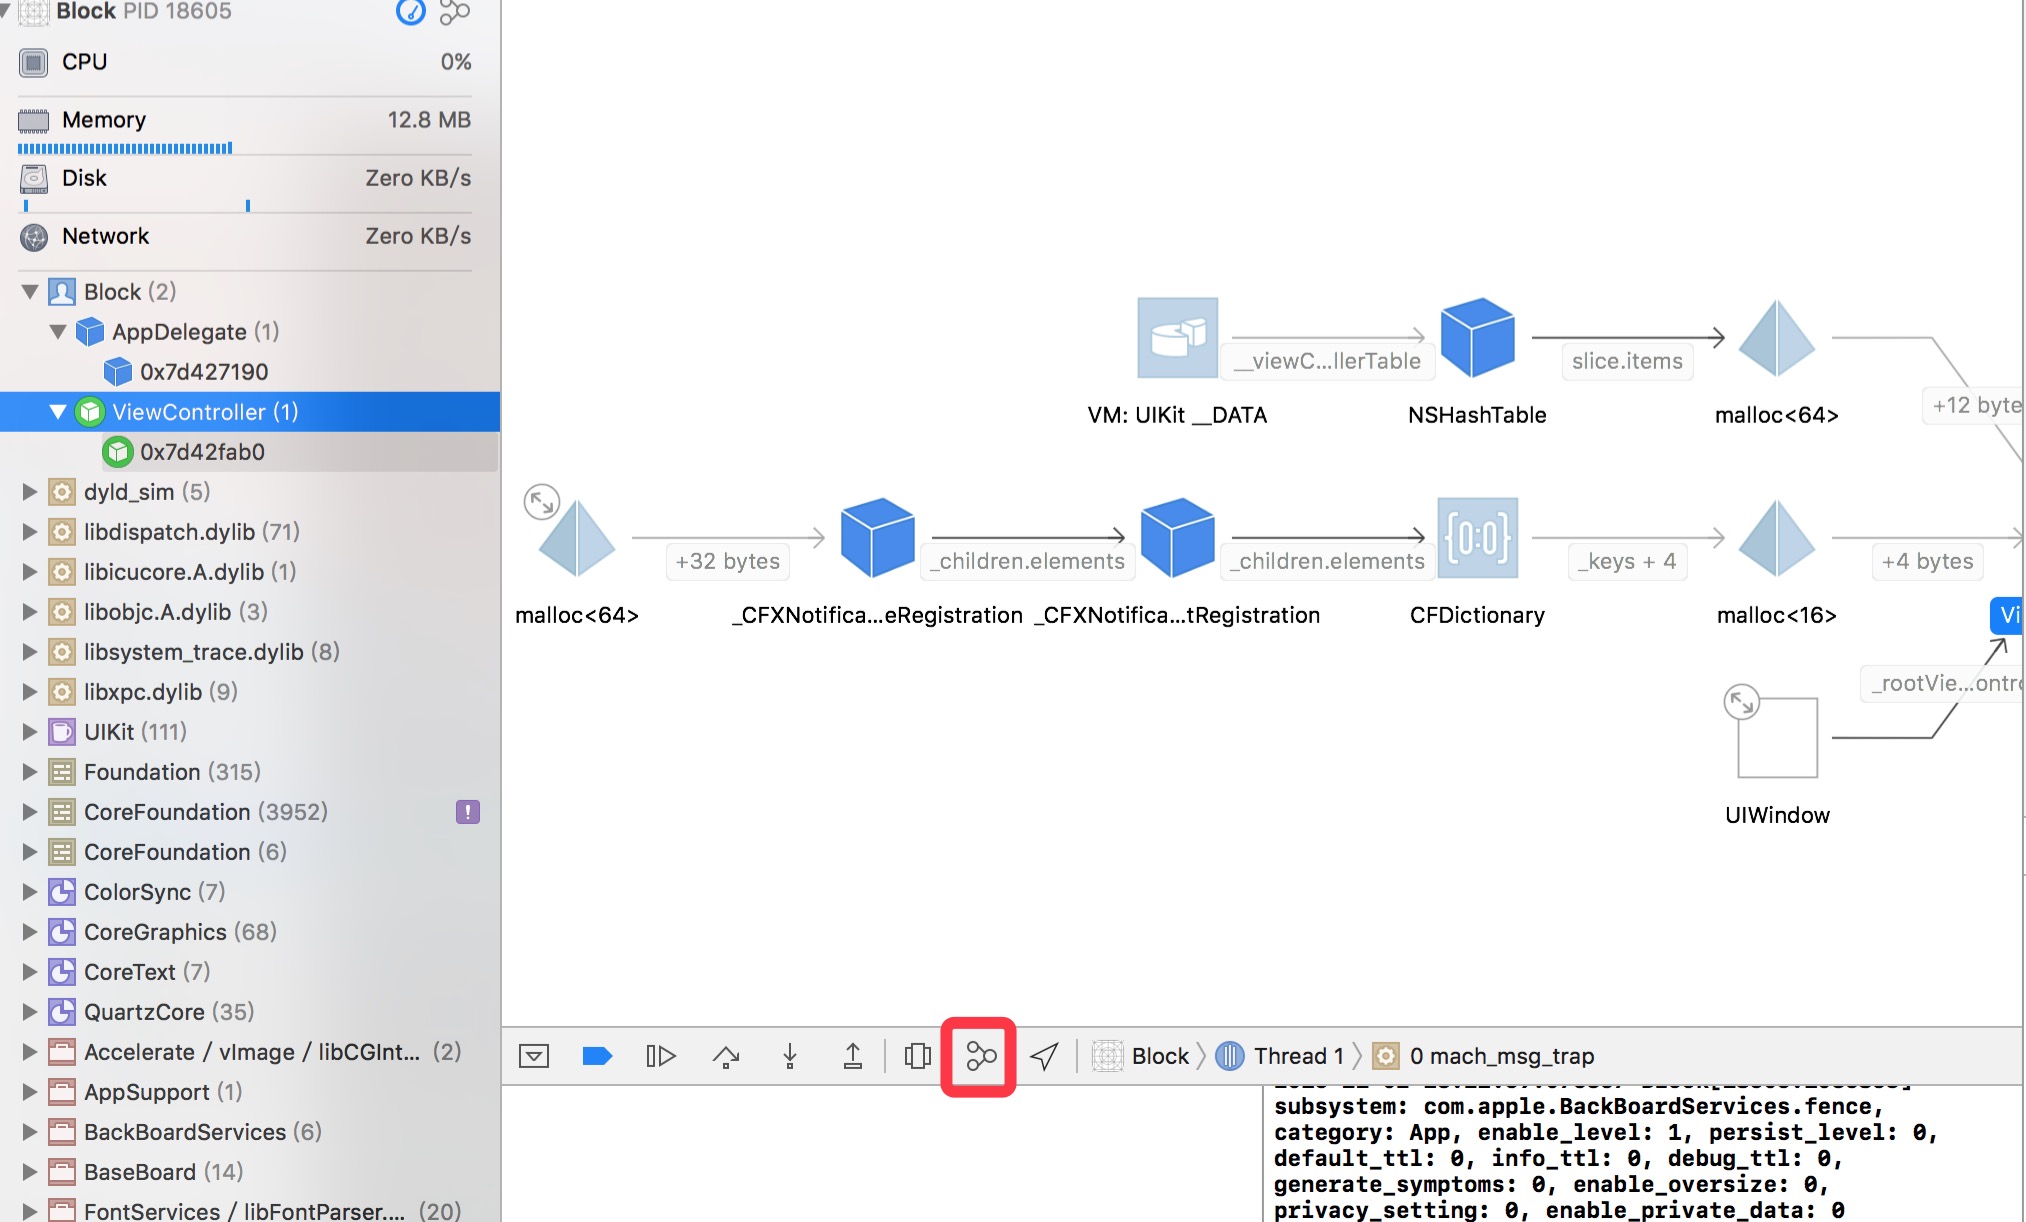 Block PID 18605
CPU 0%
Memory 12.8 MB
Disk Zero KB/s
Network Zero KB/s
Block (2)
AppDelegate (1)
0x7d427190
ViewController (1)
0x7d42fab0
dyld_sim (5)
libdispatch.dylib (71)
libicucore.A.dylib (1)
libobjc.A.dylib (3)
libsystem_trace.dylib (8)
libxpc.dylib (9)
UIKit (111)
Foundation (315)
CoreFoundation (3952) !
CoreFoundation (6)
ColorSync (7)
CoreGraphics (68)
CoreText (7)
QuartzCore (35)
Accelerate / vImage / libCGInt... (2)
AppSupport (1)
BackBoardServices (6)
BaseBoard (14)
FontServices / libFontParser.... (20)
__viewC...llerTable
slice.items
+12 byte
VM: UIKit __DATA
NSHashTable
malloc<64>
+32 bytes
_children.elements
_children.elements
{0:0}
_keys + 4
+4 bytes
malloc<64>
_CFXNotifica...eRegistration
_CFXNotifica...tRegistration
CFDictionary
malloc<16>
Vi
_rootVie...ontro
UIWindow
Block
Thread 1
0 mach_msg_trap
subsystem: com.apple.BackBoardServices.fence,
category: App, enable_level: 1, persist_level: 0,
default_ttl: 0, info_ttl: 0, debug_ttl: 0,
generate_symptoms: 0, enable_oversize: 0,
privacy_setting: 0, enable_private_data: 0